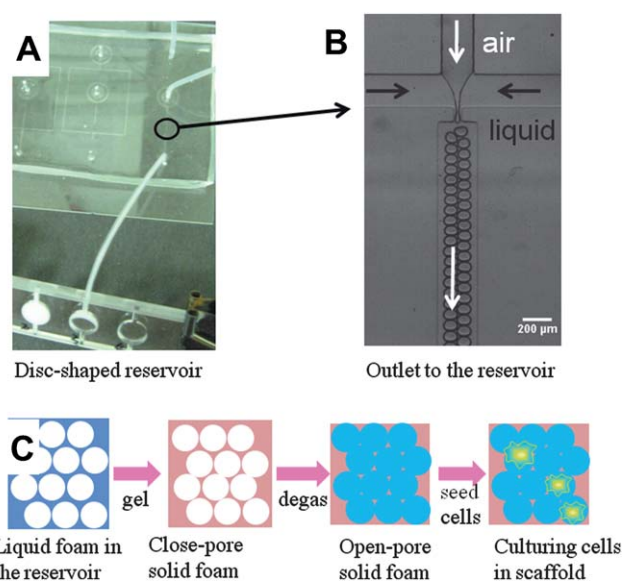 A
B
air
liquid
200 µm
Disc-shaped reservoir
Outlet to the reservoir
C
gel
degas
seed
cells
Liquid foam in
the reservoir
Close-pore
solid foam
Open-pore
solid foam
Culturing cells
in scaffold